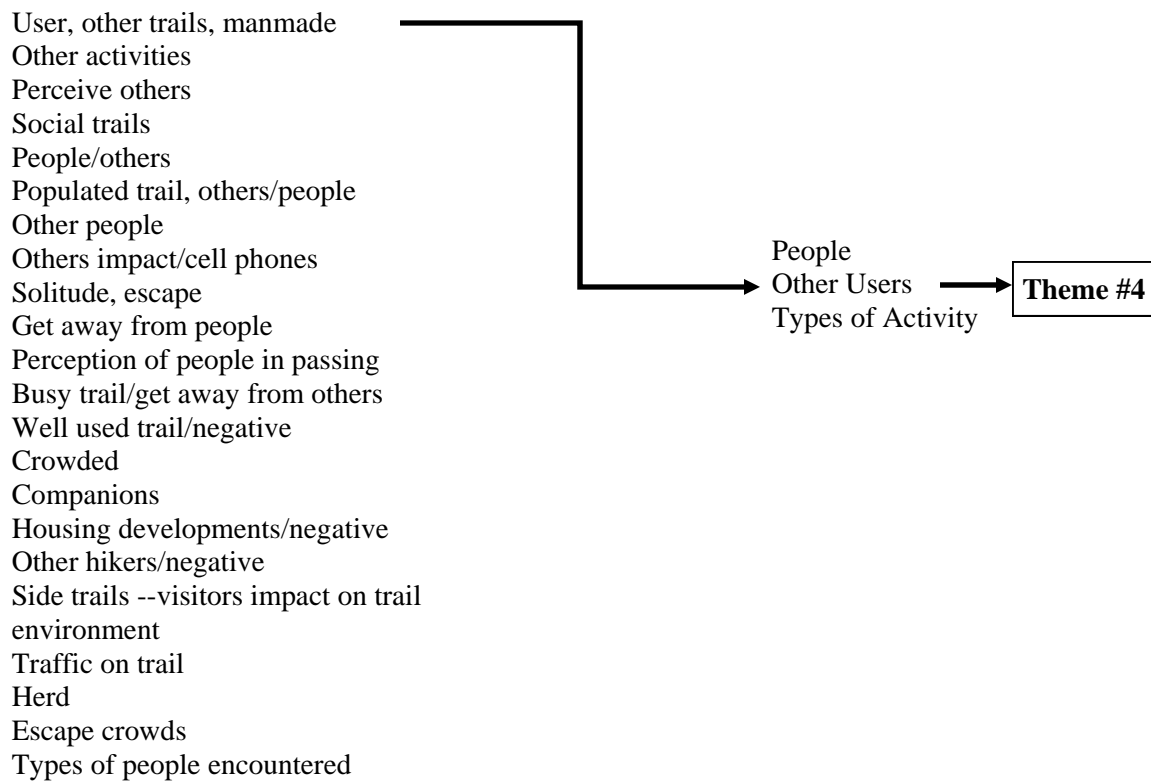 User, other trails, manmade
Other activities
Perceive others
Social trails
People/others
Populated trail, others/people
Other people
Others impact/cell phones
Solitude, escape
Get away from people
Perception of people in passing
Busy trail/get away from others
Well used trail/negative
Crowded
Companions
Housing developments/negative
Other hikers/negative
Side trails --visitors impact on trail
environment
Traffic on trail
Herd
Escape crowds
Types of people encountered
People
Other Users
Types of Activity
Theme #4